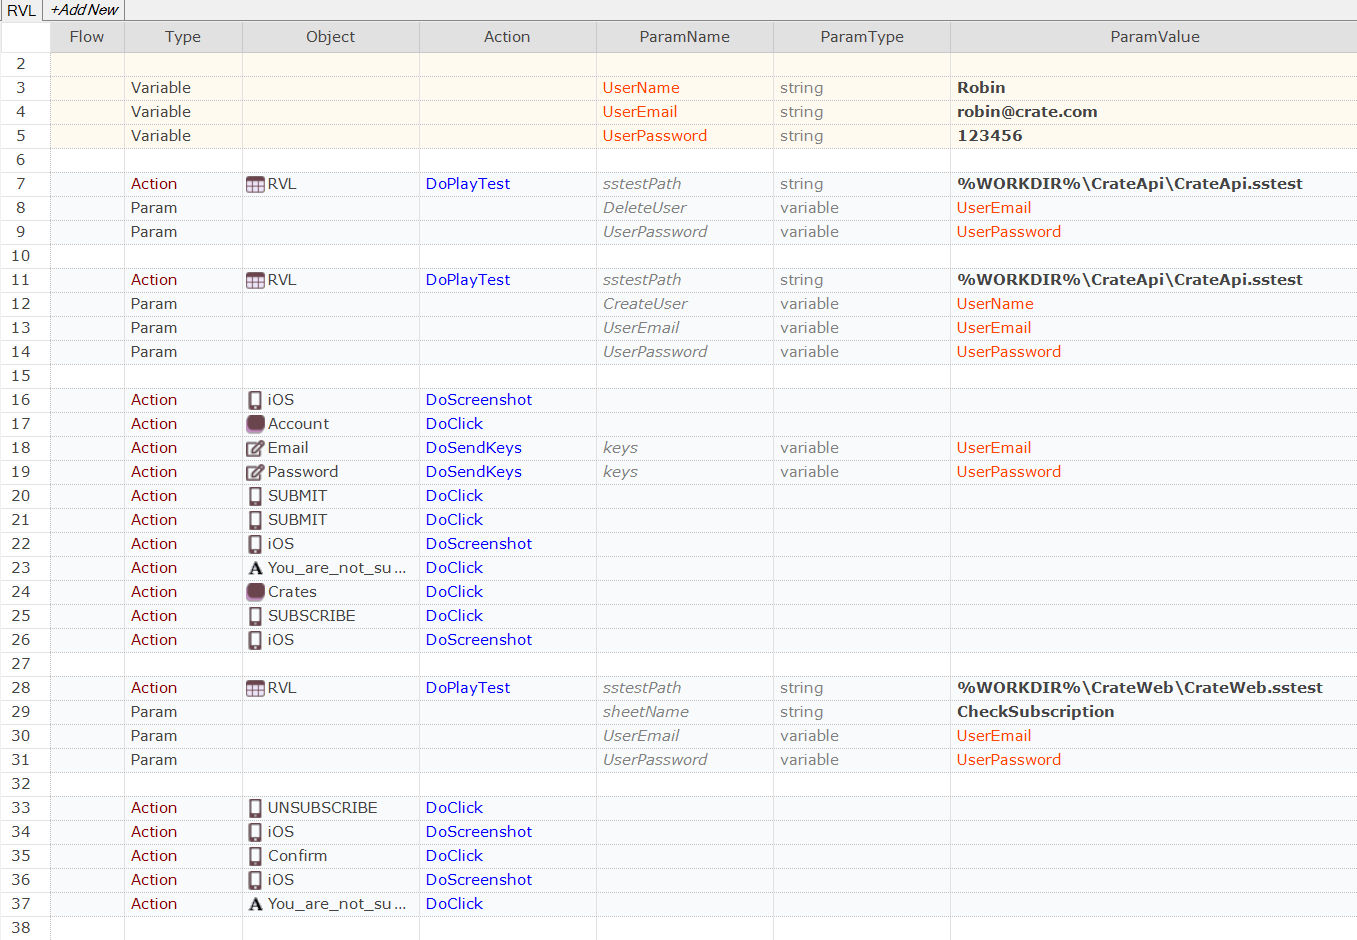 RVL +Add New
Flow Type Object Action ParamName ParamType ParamValue
2
3 Variable UserName string Robin
4 Variable UserEmail string robin@crate.com
5 Variable UserPassword string 123456
6
7 Action RVL DoPlayTest sstestPath string %WORKDIR%\CrateApi\CrateApi.sstest
8 Param DeleteUser variable UserEmail
9 Param UserPassword variable UserPassword
10
11 Action RVL DoPlayTest sstestPath string %WORKDIR%\CrateApi\CrateApi.sstest
12 Param CreateUser variable UserName
13 Param UserEmail variable UserEmail
14 Param UserPassword variable UserPassword
15
16 Action iOS DoScreenshot
17 Action Account DoClick
18 Action Email DoSendKeys keys variable UserEmail
19 Action Password DoSendKeys keys variable UserPassword
20 Action SUBMIT DoClick
21 Action SUBMIT DoClick
22 Action iOS DoScreenshot
23 Action You_are_not_su... DoClick
24 Action Crates DoClick
25 Action SUBSCRIBE DoClick
26 Action iOS DoScreenshot
27
28 Action RVL DoPlayTest sstestPath string %WORKDIR%\CrateWeb\CrateWeb.sstest
29 Param sheetName string CheckSubscription
30 Param UserEmail variable UserEmail
31 Param UserPassword variable UserPassword
32
33 Action UNSUBSCRIBE DoClick
34 Action iOS DoScreenshot
35 Action Confirm DoClick
36 Action iOS DoScreenshot
37 Action You_are_not_su... DoClick
38